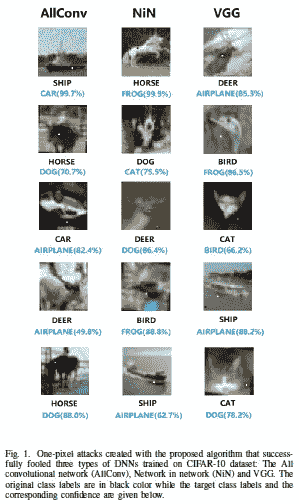 AllConv NiN VGG
SHIP HORSE DEER
CAR(99.7%) FROG(99.9%) AIRPLANE(85.3%)
HORSE DOG BIRD
DOG(70.7%) CAT(75.5%) FROG(86.5%)
CAR DEER CAT
AIRPLANE(82.4%) DOG(86.4%) BIRD(66.2%)
DEER BIRD SHIP
AIRPLANE(49.8%) FROG(88.8%) AIRPLANE(88.2%)
HORSE SHIP CAT
DOG(88.0%) AIRPLANE(62.7%) DOG(78.2%)
Fig. 1. One-pixel attacks created with the proposed algorithm that success-
fully fooled three types of DNNs trained on CIFAR-10 dataset: The All
convolutional network (AllConv), Network in network (NiN) and VGG. The
original class labels are in black color while the target class labels and the
corresponding confidence are given below.